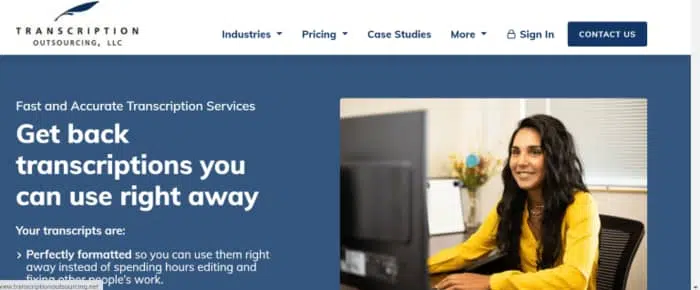 TRANSCRIPTION
OUTSOURCING, LLC
Industries Pricing Case Studies More Sign In CONTACT US
Fast and Accurate Transcription Services
Get back
transcriptions you
can use right away
Your transcripts are:
Perfectly formatted so you can use them right
away instead of spending hours editing and
fixing other people's work.
www.transcriptionoutsourcing.net